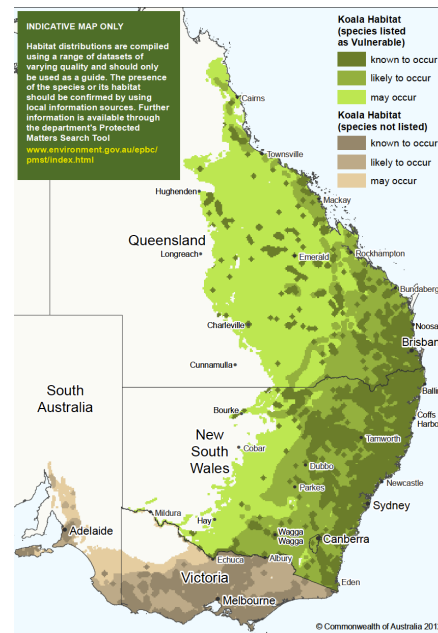 INDICATIVE MAP ONLY
Habitat distributions are compiled
using a range of datasets of
varying quality and should only
be used as a guide. The presence
of the species or its habitat
should be confirmed by using
local information sources. Further
information is available through
the department's Protected
Matters Search Tool
www.environment.gov.au/epbc/
pmst/index.html
Koala Habitat
(species listed
as Vulnerable)
known to occur
likely to occur
may occur
Koala Habitat
(species not listed)
known to occur
likely to occur
may occur
Cairns
Townsville
Hughenden
Mackay
Queensland
Longreach
Emerald
Rockhampton
Bundaberg
Charleville
Noosa
Brisban
Cunnamulla
South
Australia
Balli
Bourke
Coffs
Harbo
New
South
Wales
Cobar
Tamworth
Dubbo
Newcastle
Parkes
Sydney
Mildura
Hay
Adelaide
Wagga
Wagga
Canberra
Echuca
Albury
Victoria
Eden
Melbourne
© Commonwealth of Australia 201